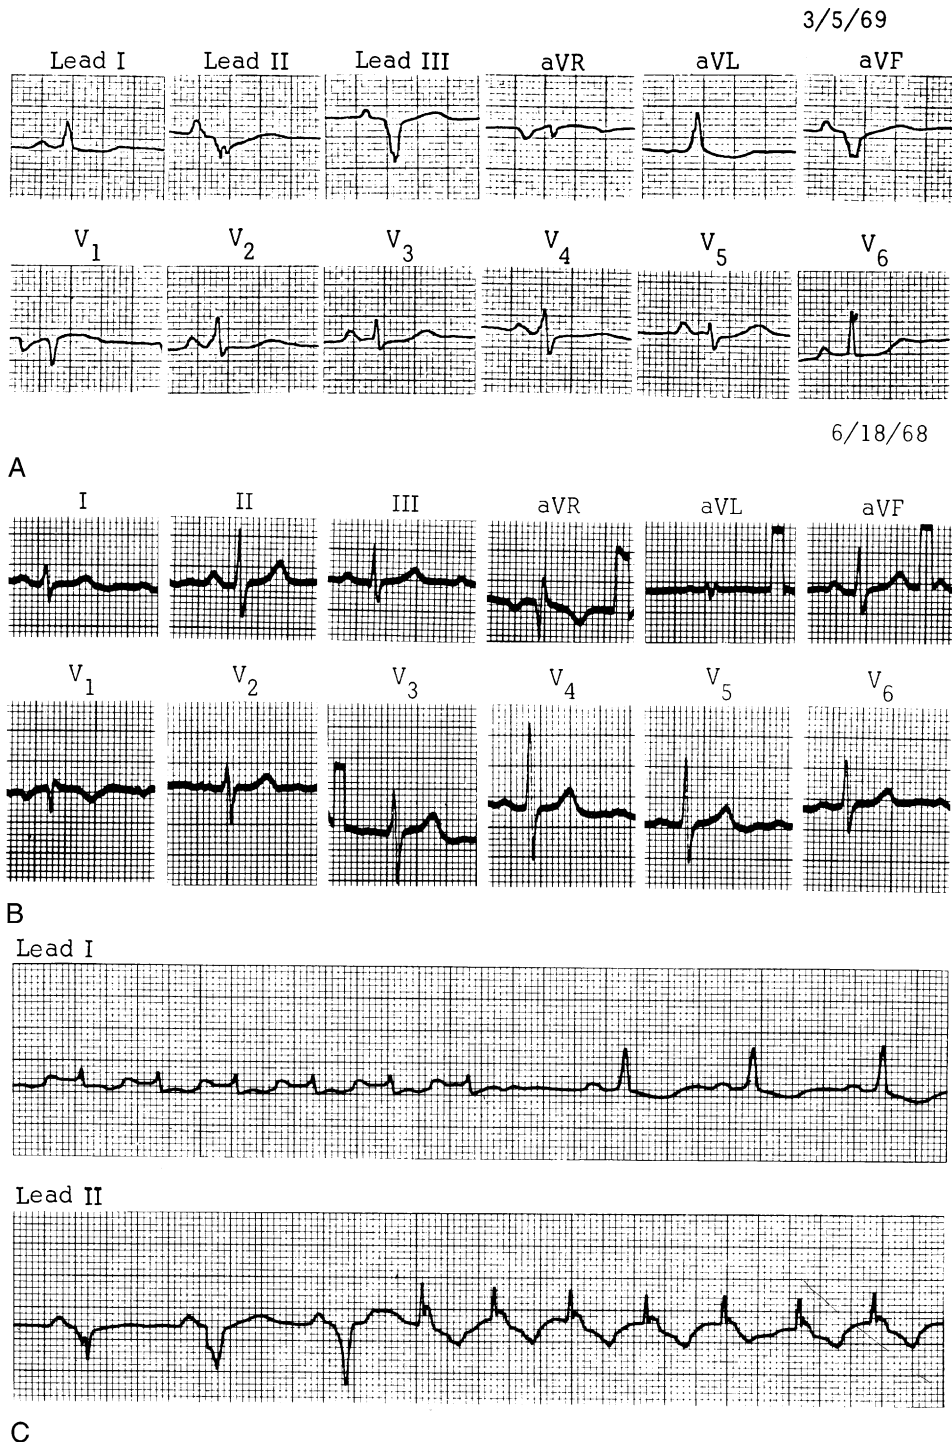 3/5/69
Lead I Lead II Lead III aVR aVL aVF
V1 V2 V3 V4 V5 V6
6/18/68
A
I II III aVR aVL aVF
V1 V2 V3 V4 V5 V6
B
Lead I
Lead II
C